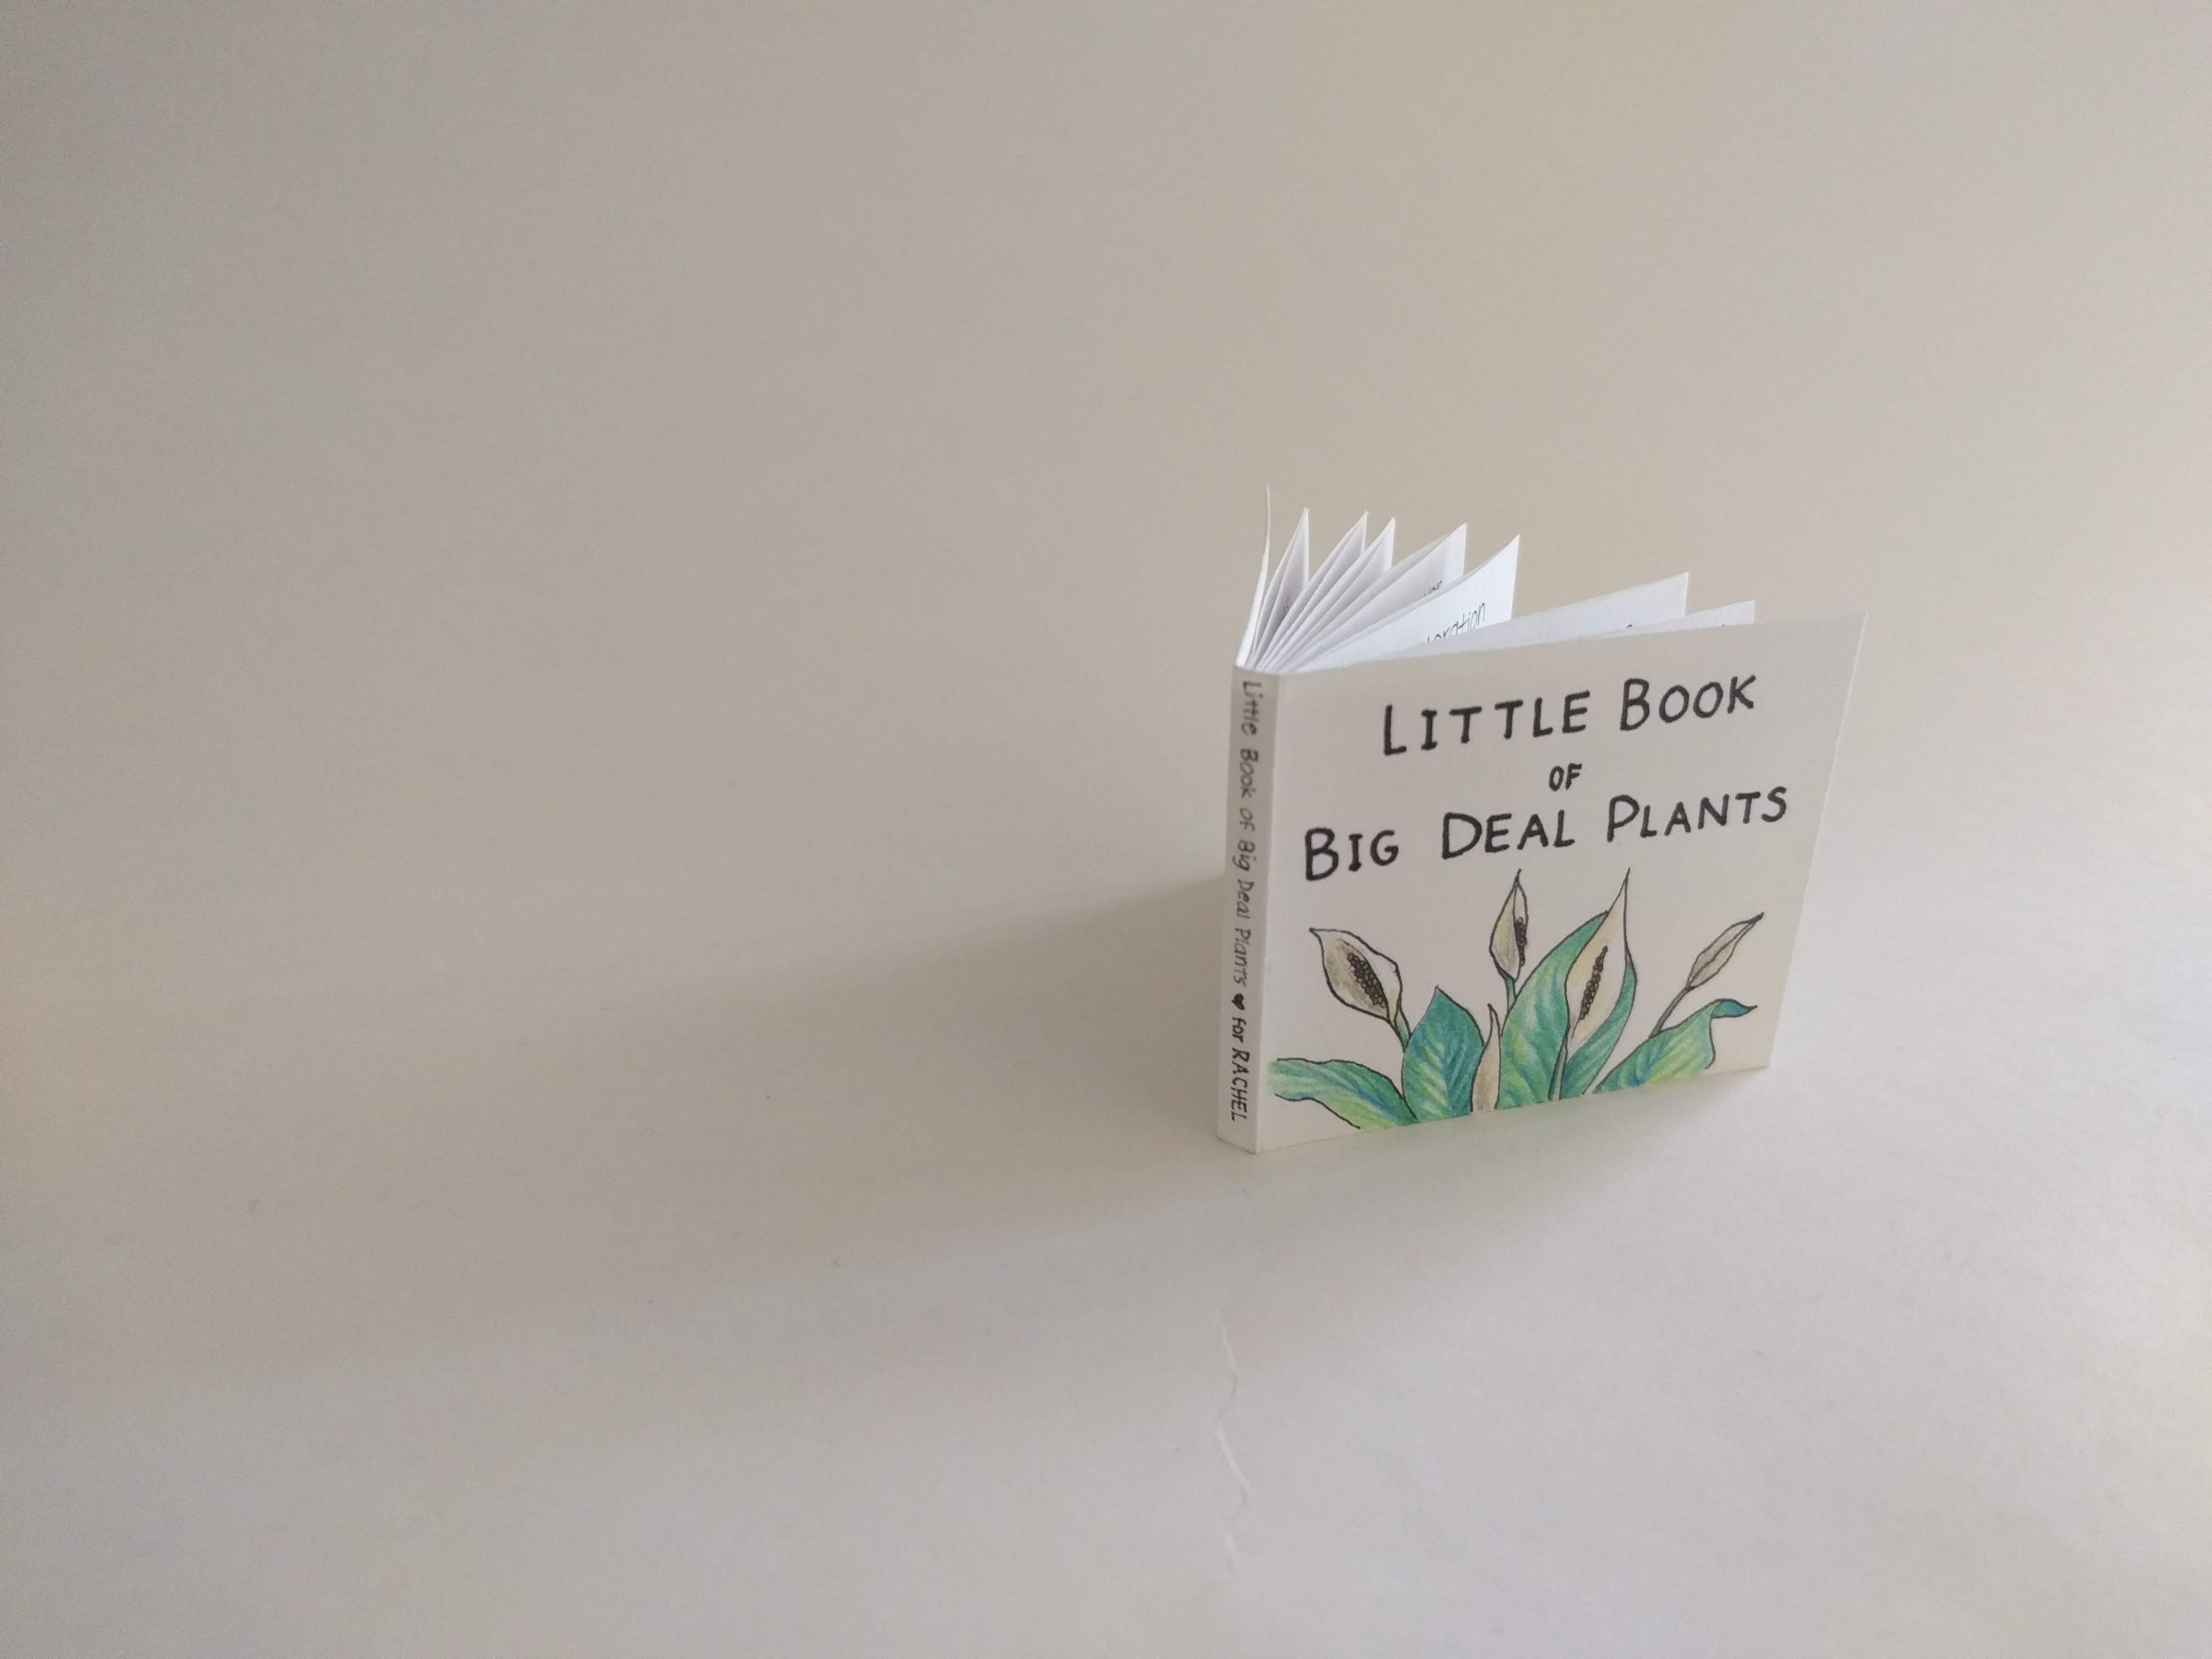 Little Book of Big Deal Plants ♥ for RACHEL
LITTLE BOOK
OF
BIG DEAL PLANTS